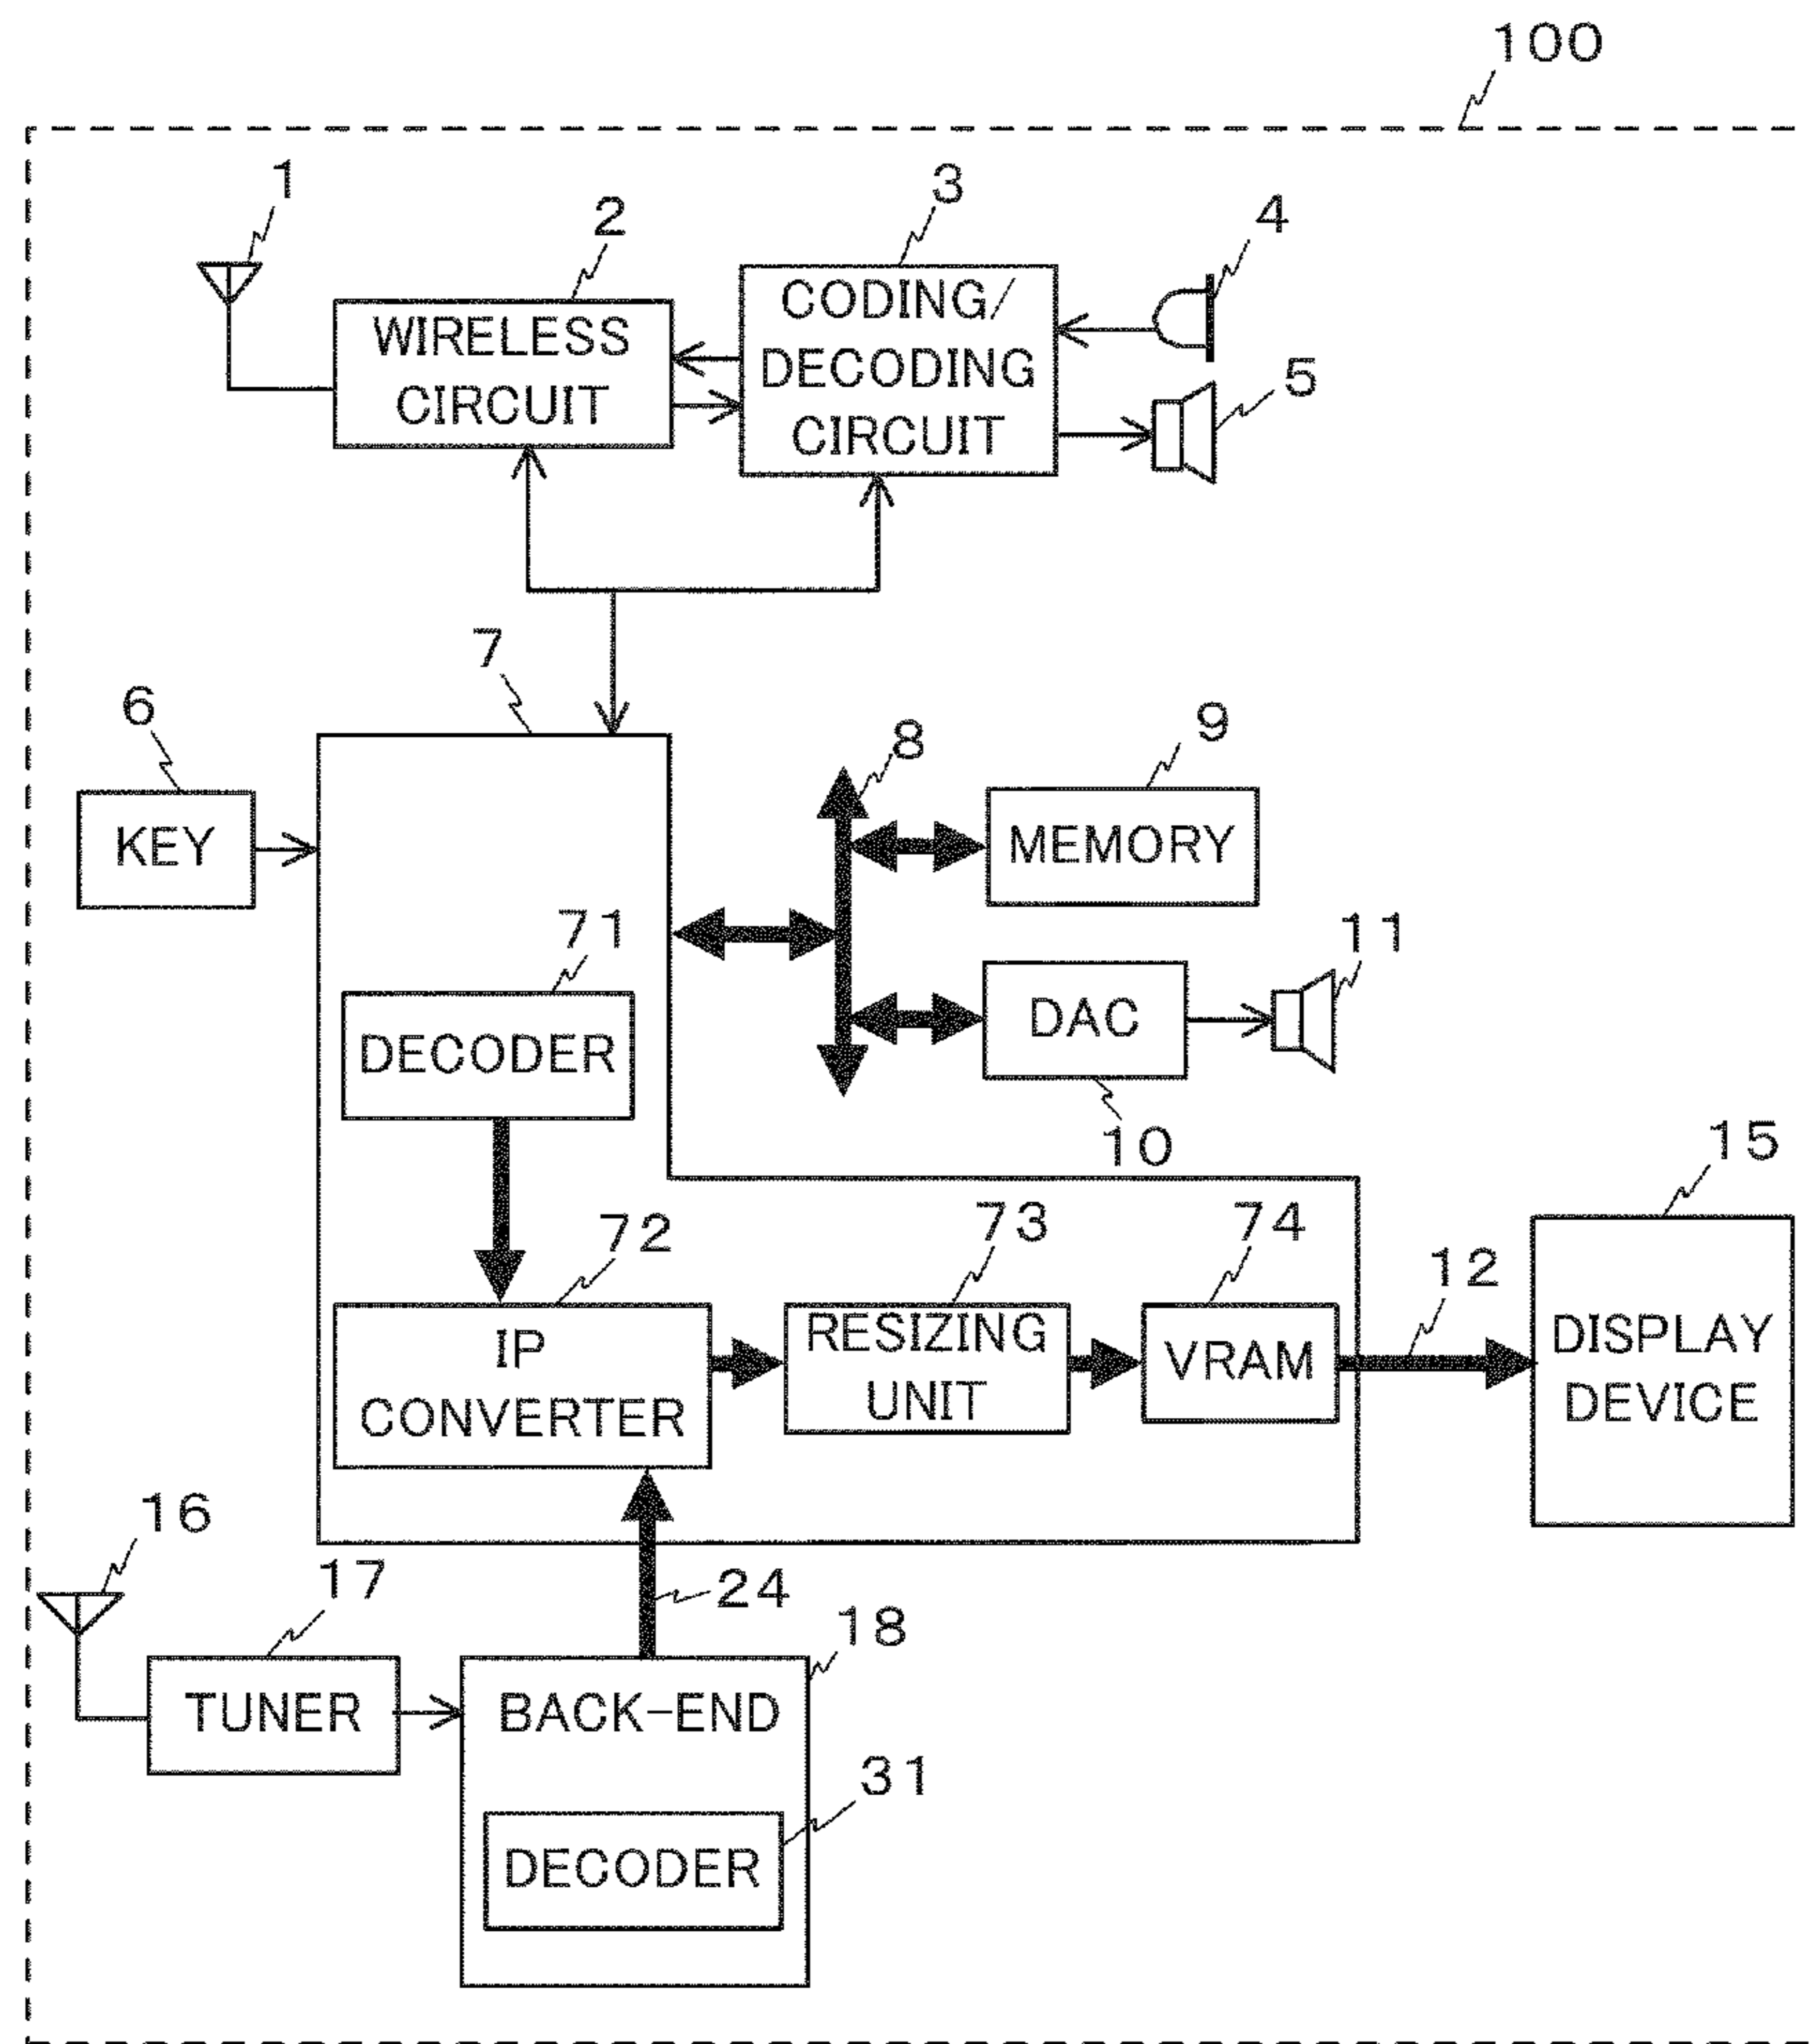 100
1
2
3
4
WIRELESS
CIRCUIT
CODING/
DECODING
CIRCUIT
5
7
6
KEY
8
9
MEMORY
71
DECODER
DAC
11
10
15
72
73
74
12
IP
CONVERTER
RESIZING
UNIT
VRAM
DISPLAY
DEVICE
16
17
24
18
TUNER
BACK-END
31
DECODER